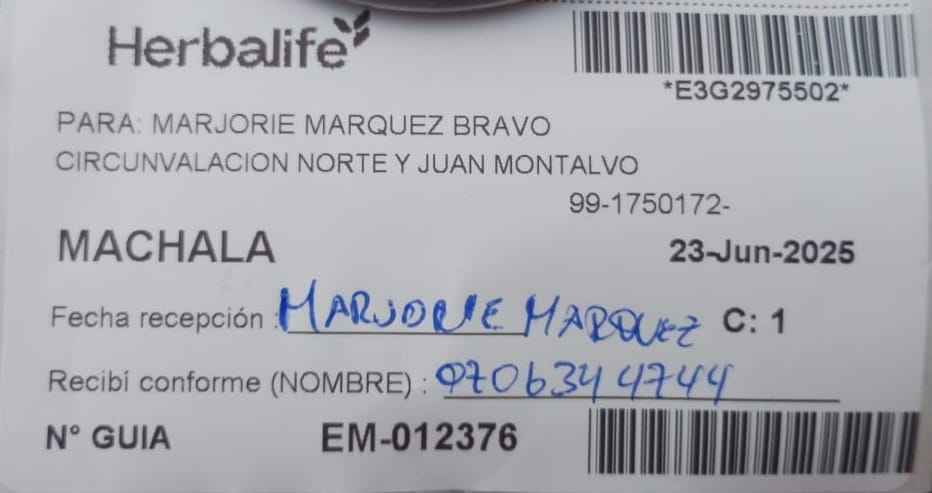 Herbalife
*E3G2975502*
PARA: MARJORIE MARQUEZ BRAVO
CIRCUNVALACION NORTE Y JUAN MONTALVO
99-1750172-
MACHALA 23-Jun-2025
Fecha recepción : MARJORIE MARQUEZ C: 1
Recibí conforme (NOMBRE) : 0706344744
N° GUIA EM-012376